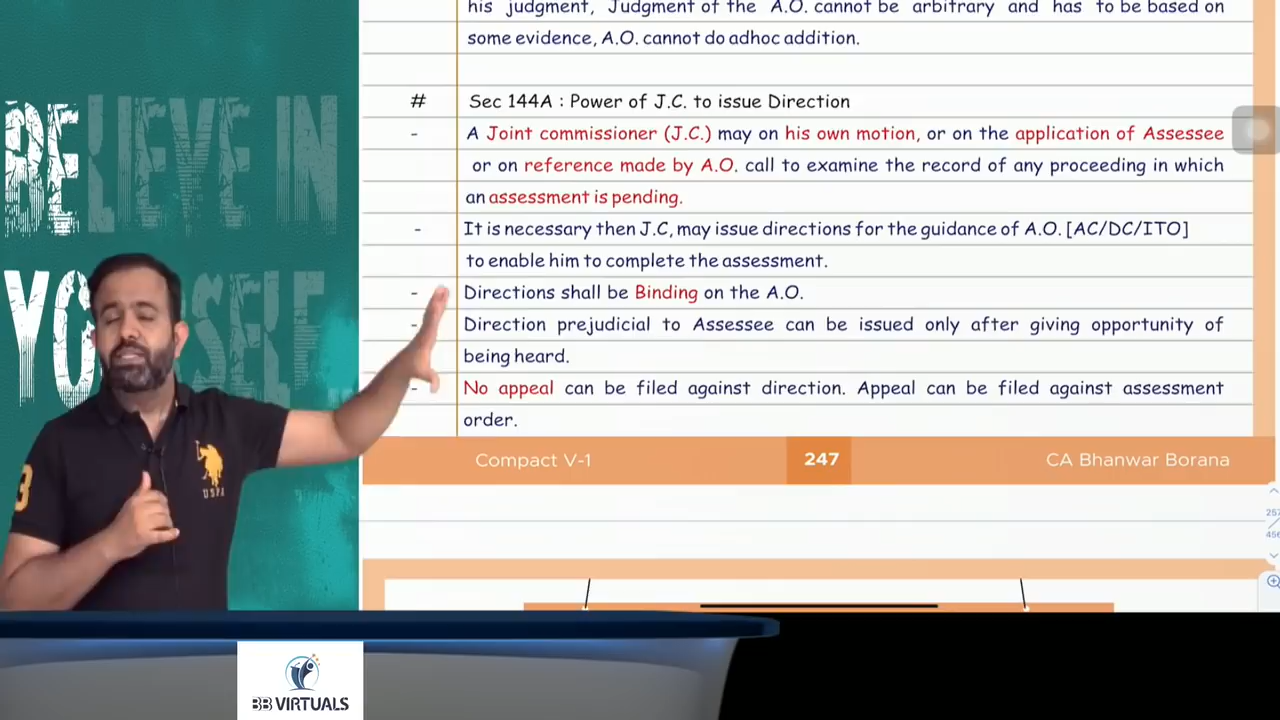 BELIEVE IN
YOURSELF
his judgment, Judgment of the A.O. cannot be arbitrary and has to be based on
some evidence, A.O. cannot do adhoc addition.
# Sec 144A : Power of J.C. to issue Direction
- A Joint commissioner (J.C.) may on his own motion, or on the application of Assessee
or on reference made by A.O. call to examine the record of any proceeding in which
an assessment is pending.
- It is necessary then J.C, may issue directions for the guidance of A.O. [AC/DC/ITO]
to enable him to complete the assessment.
- Directions shall be Binding on the A.O.
- Direction prejudicial to Assessee can be issued only after giving opportunity of
being heard.
- No appeal can be filed against direction. Appeal can be filed against assessment
order.
Compact V-1 247 CA Bhanwar Borana
257
456
3
USPA
BB VIRTUALS